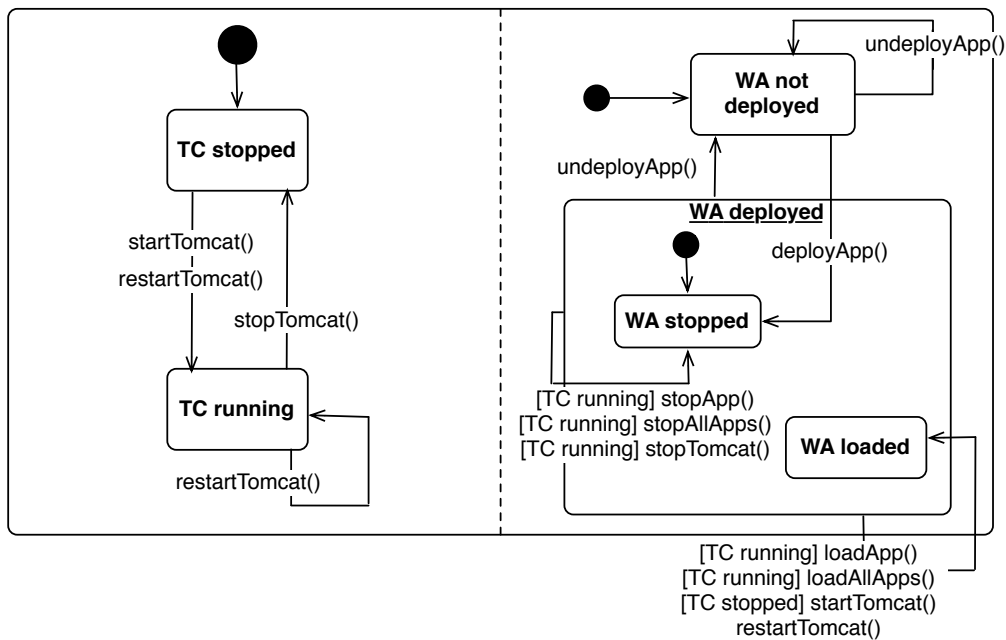 TC stopped
startTomcat()
restartTomcat()
stopTomcat()
TC running
restartTomcat()
undeployApp()
WA not
deployed
undeployApp()
WA deployed
deployApp()
WA stopped
[TC running] stopApp()
[TC running] stopAllApps()
[TC running] stopTomcat()
WA loaded
[TC running] loadApp()
[TC running] loadAllApps()
[TC stopped] startTomcat()
restartTomcat()